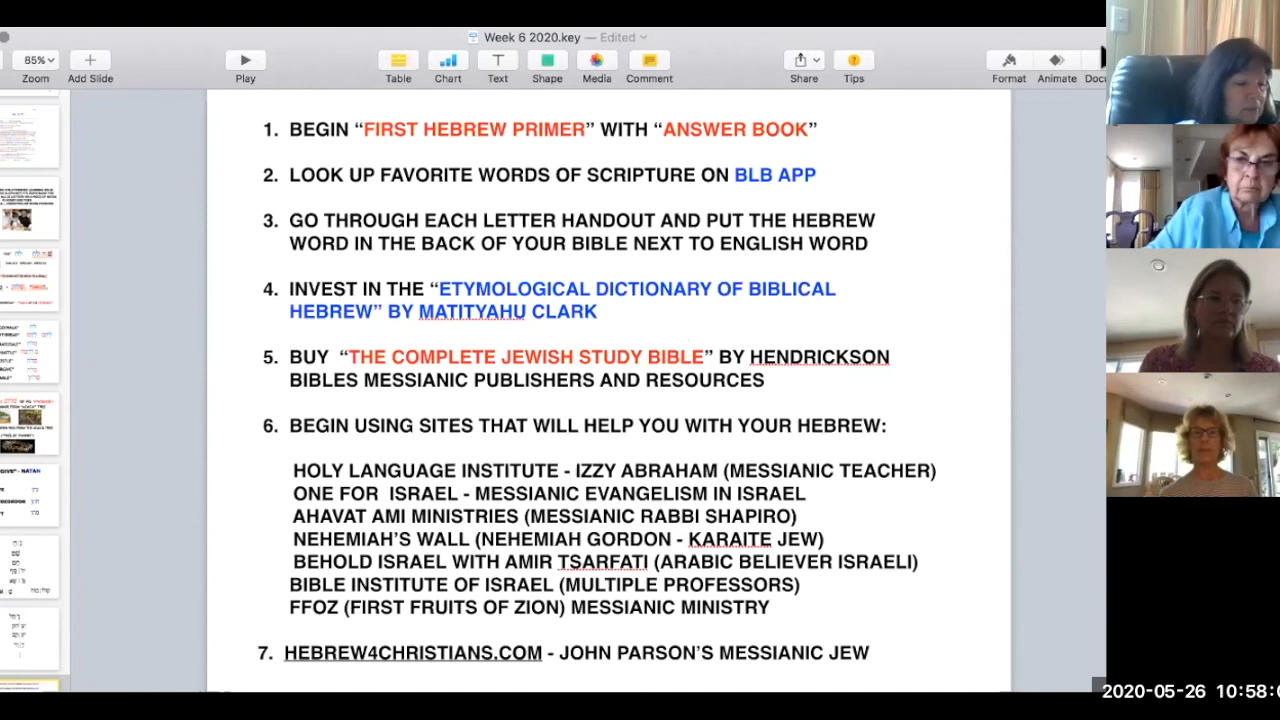 Week 6 2020.key — Edited
85%
Zoom
Add Slide
Play
Table
Chart
Text
Shape
Media
Comment
Share
Tips
Format
Animate
1. BEGIN “FIRST HEBREW PRIMER” WITH “ANSWER BOOK”
2. LOOK UP FAVORITE WORDS OF SCRIPTURE ON BLB APP
3. GO THROUGH EACH LETTER HANDOUT AND PUT THE HEBREW
WORD IN THE BACK OF YOUR BIBLE NEXT TO ENGLISH WORD
4. INVEST IN THE “ETYMOLOGICAL DICTIONARY OF BIBLICAL
HEBREW” BY MATITYAHU CLARK
5. BUY “THE COMPLETE JEWISH STUDY BIBLE” BY HENDRICKSON
BIBLES MESSIANIC PUBLISHERS AND RESOURCES
6. BEGIN USING SITES THAT WILL HELP YOU WITH YOUR HEBREW:
HOLY LANGUAGE INSTITUTE - IZZY ABRAHAM (MESSIANIC TEACHER)
ONE FOR ISRAEL - MESSIANIC EVANGELISM IN ISRAEL
AHAVAT AMI MINISTRIES (MESSIANIC RABBI SHAPIRO)
NEHEMIAH’S WALL (NEHEMIAH GORDON - KARAITE JEW)
BEHOLD ISRAEL WITH AMIR TSARFATI (ARABIC BELIEVER ISRAELI)
BIBLE INSTITUTE OF ISRAEL (MULTIPLE PROFESSORS)
FFOZ (FIRST FRUITS OF ZION) MESSIANIC MINISTRY
7. HEBREW4CHRISTIANS.COM - JOHN PARSON’S MESSIANIC JEW
2020-05-26 10:58:0